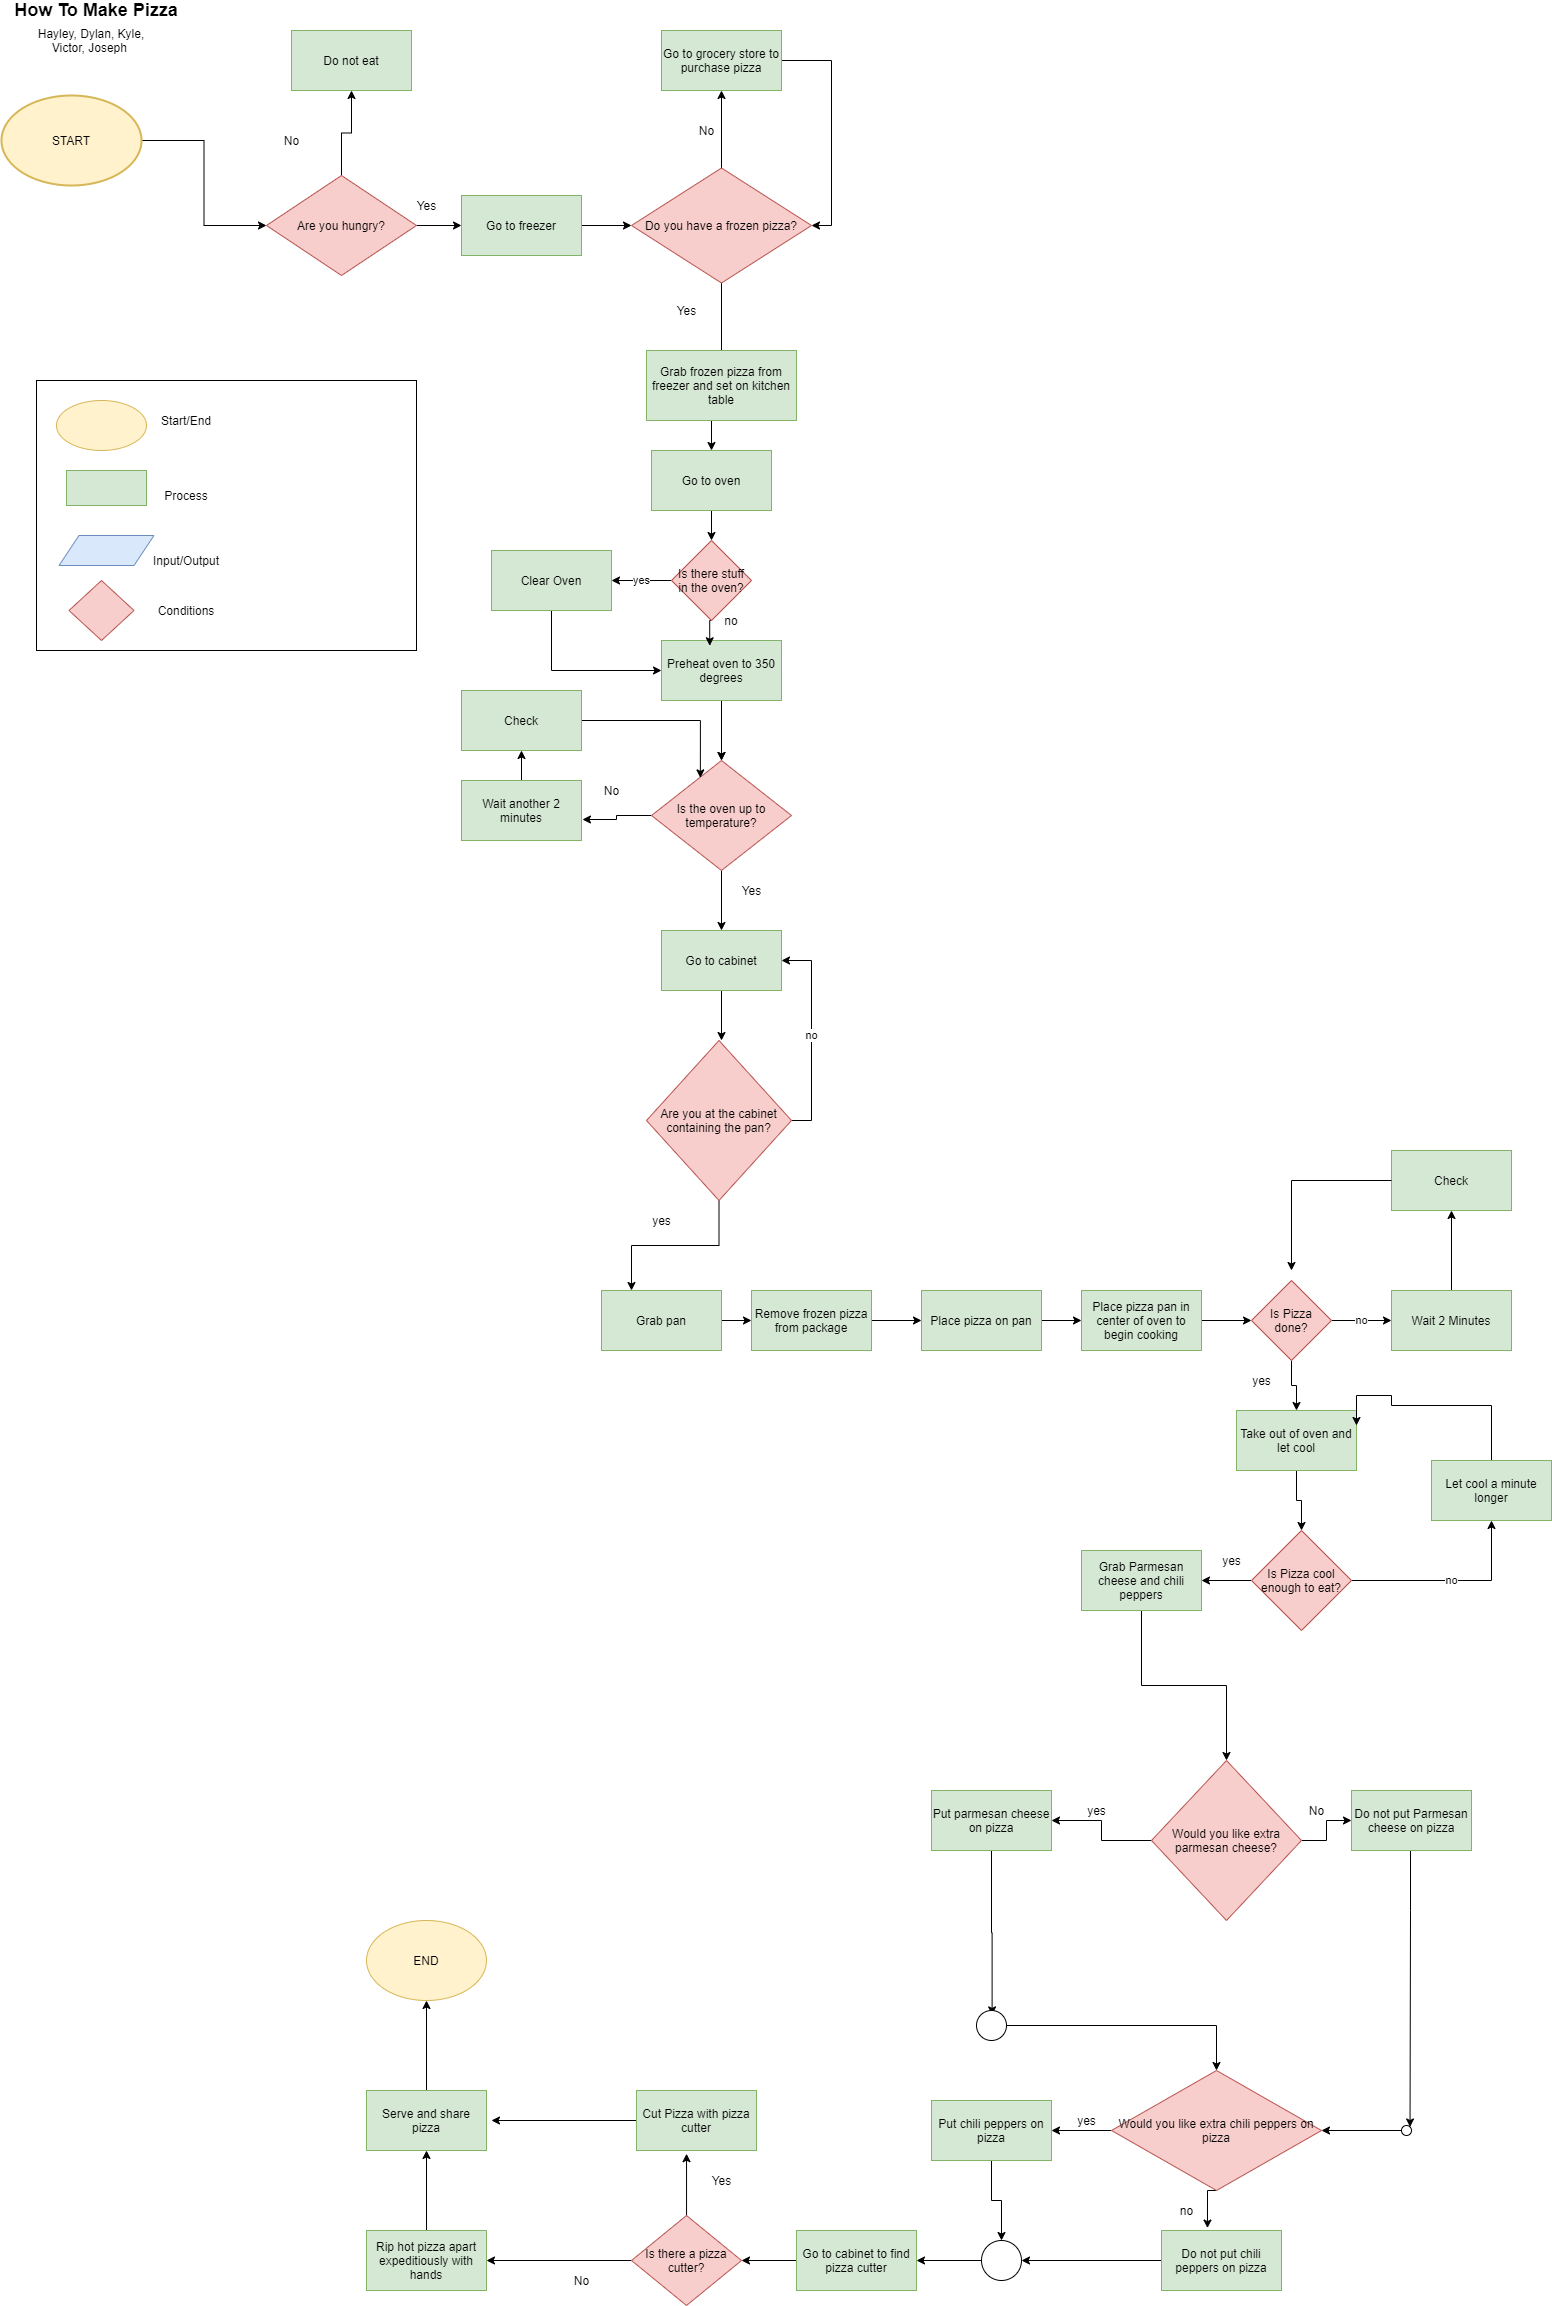 How To Make Pizza
Hayley, Dylan, Kyle,
Victor, Joseph
Do not eat
Go to grocery store to
purchase pizza
START
No
No
Are you hungry?
Yes
Go to freezer
Do you have a frozen pizza?
Yes
Grab frozen pizza from
freezer and set on kitchen
table
Start/End
Process
Input/Output
Conditions
Go to oven
Is there stuff
in the oven?
yes
Clear Oven
no
Preheat oven to 350
degrees
Check
Wait another 2
minutes
No
Is the oven up to
temperature?
Yes
Go to cabinet
no
Are you at the cabinet
containing the pan?
yes
Grab pan
Remove frozen pizza
from package
Place pizza on pan
Place pizza pan in
center of oven to
begin cooking
Is Pizza
done?
no
Wait 2 Minutes
Check
yes
Take out of oven and
let cool
Let cool a minute
longer
Is Pizza cool
enough to eat?
no
yes
Grab Parmesan
cheese and chili
peppers
Would you like extra
parmesan cheese?
yes
Put parmesan cheese
on pizza
No
Do not put Parmesan
cheese on pizza
Would you like extra chili peppers on
pizza
yes
Put chili peppers on
pizza
no
Do not put chili
peppers on pizza
Go to cabinet to find
pizza cutter
Is there a pizza
cutter?
Yes
Cut Pizza with pizza
cutter
No
Rip hot pizza apart
expeditiously with
hands
Serve and share
pizza
END